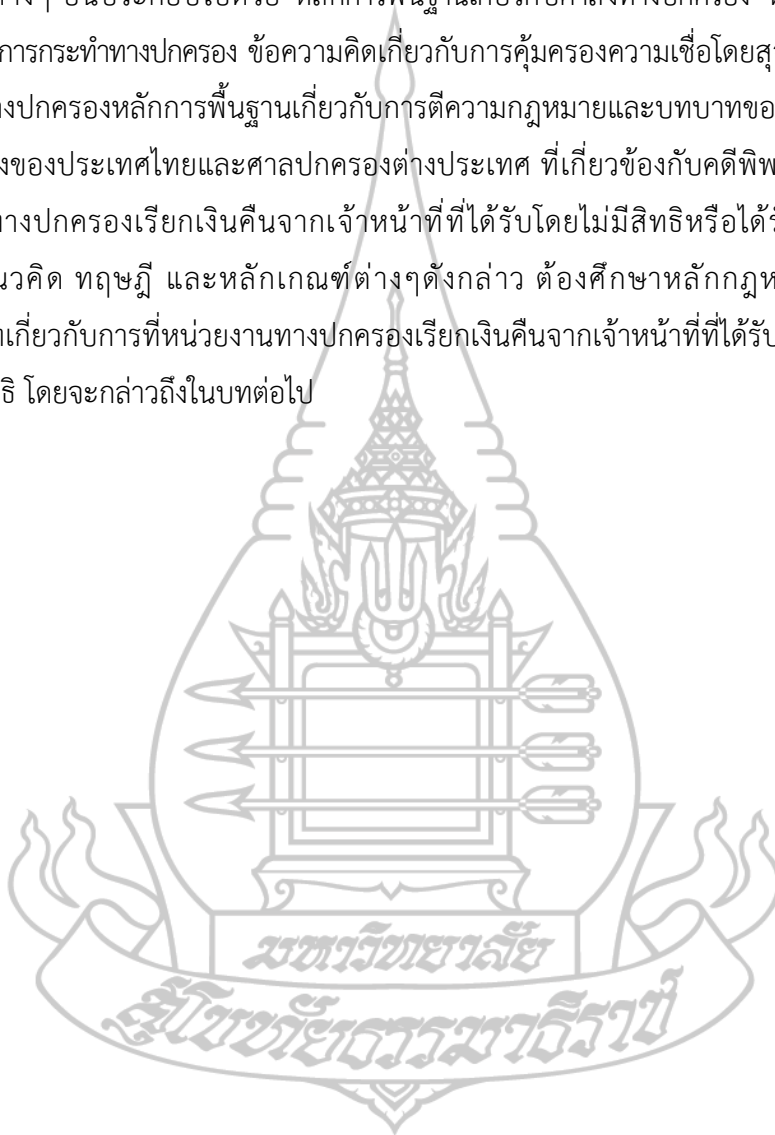 การกระทำทางปกครอง ข้อความคิดเกี่ยวกับการคุ้มครองความเชื่อโดย
างปกครองหลักการพื้นฐานเกี่ยวกับการตีความกฎหมายและบทบาทขอ
งของประเทศไทยและศาลปกครองต่างประเทศ ที่เกี่ยวข้องกับคดีพิพ
ทางปกครองเรียกเงินคืนจากเจ้าหน้าที่ที่ได้รับโดยไม่มีสิทธิหรือได้รั
นวคิด ทฤษฎี และหลักเกณฑ์ต่างๆดังกล่าว ต้องศึกษาหลักกฎห
เกี่ยวกับการที่หน่วยงานทางปกครองเรียกเงินคืนจากเจ้าหน้าที่ที่ได้รับ
ธิ โดยจะกล่าวถึงในบทต่อไป
มหาวิทยาลัย
สุโขทัยธรรมาธิราช